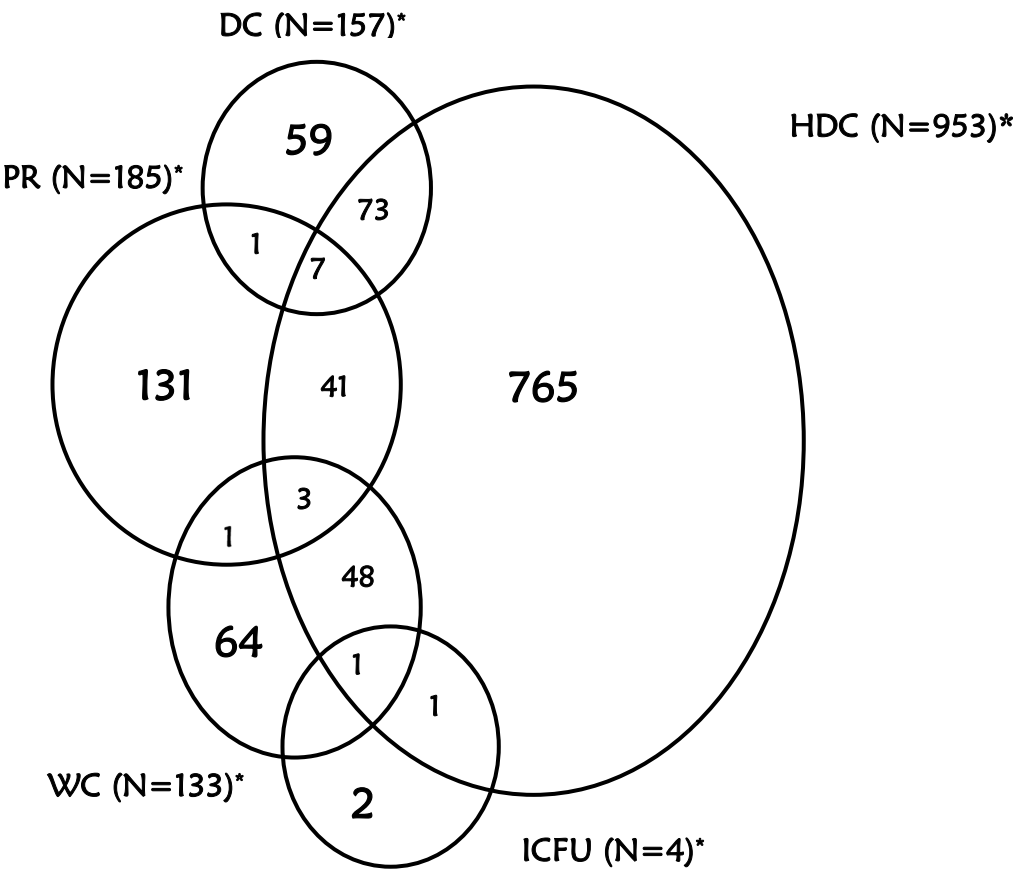 DC (N=157)*
HDC (N=953)*
59
PR (N=185)*
73
1
7
131
41
765
3
1
48
64
1
1
WC (N=133)*
2
ICFU (N=4)*